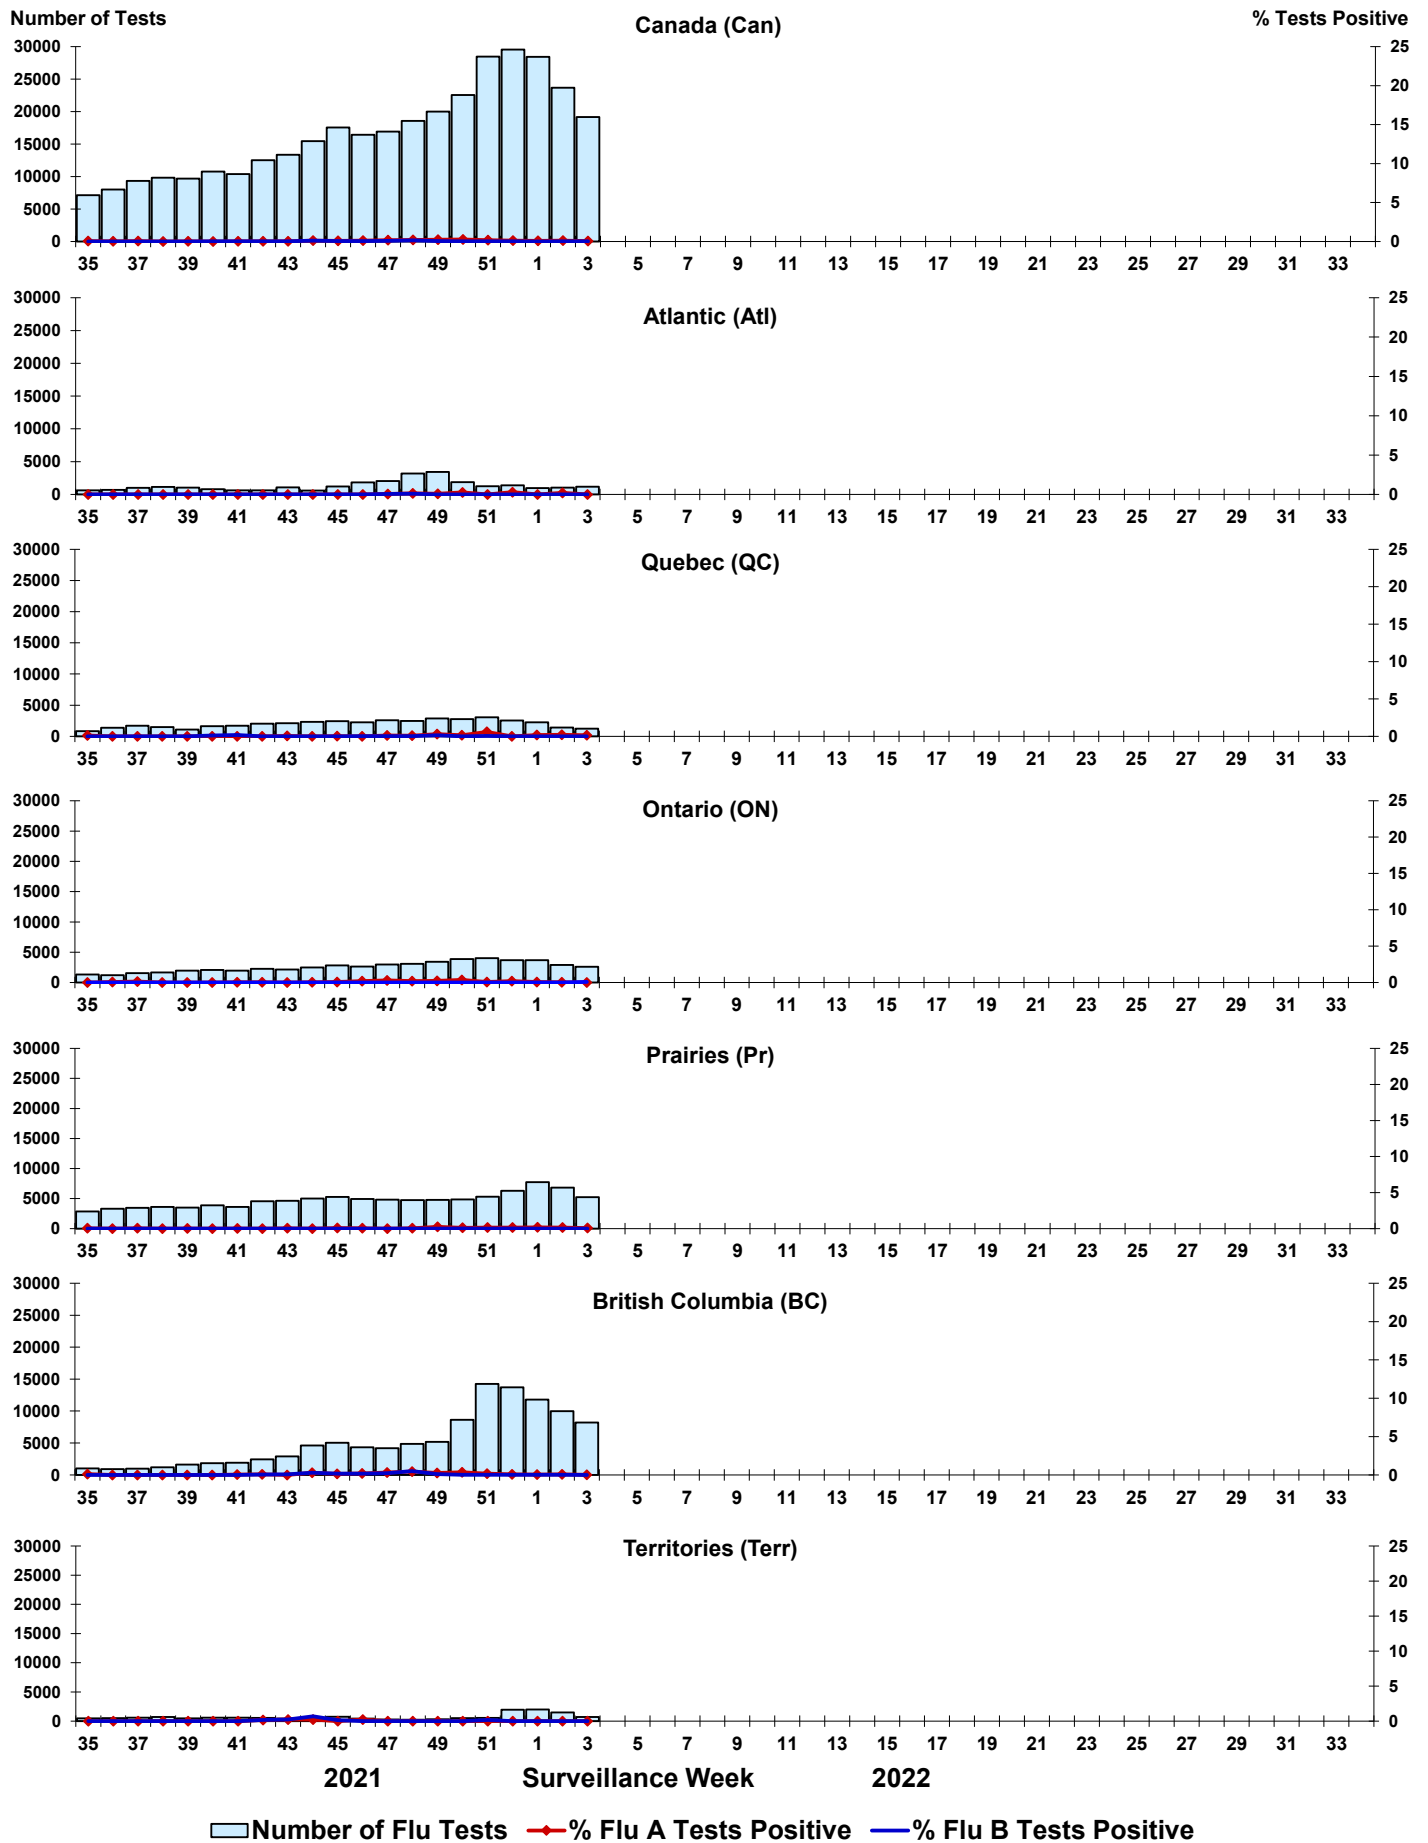 Number of Tests
Canada (Can)
% Tests Positive
30000 25
25000 20
20000 15
15000
10000 10
5000 5
0 0
35 37 39 41 43 45 47 49 51 1 3 5 7 9 11 13 15 17 19 21 23 25 27 29 31 33
Atlantic (Atl)
30000 25
25000 20
20000 15
15000
10000 10
5000 5
0 0
35 37 39 41 43 45 47 49 51 1 3 5 7 9 11 13 15 17 19 21 23 25 27 29 31 33
Quebec (QC)
30000 25
25000 20
20000 15
15000
10000 10
5000 5
0 0
35 37 39 41 43 45 47 49 51 1 3 5 7 9 11 13 15 17 19 21 23 25 27 29 31 33
Ontario (ON)
30000 25
25000 20
20000 15
15000
10000 10
5000 5
0 0
35 37 39 41 43 45 47 49 51 1 3 5 7 9 11 13 15 17 19 21 23 25 27 29 31 33
Prairies (Pr)
30000 25
25000 20
20000 15
15000
10000 10
5000 5
0 0
35 37 39 41 43 45 47 49 51 1 3 5 7 9 11 13 15 17 19 21 23 25 27 29 31 33
British Columbia (BC)
30000 25
25000 20
20000 15
15000
10000 10
5000 5
0 0
35 37 39 41 43 45 47 49 51 1 3 5 7 9 11 13 15 17 19 21 23 25 27 29 31 33
Territories (Terr)
30000 25
25000 20
20000 15
15000
10000 10
5000 5
0 0
35 37 39 41 43 45 47 49 51 1 3 5 7 9 11 13 15 17 19 21 23 25 27 29 31 33
2021 Surveillance Week 2022
Number of Flu Tests % Flu A Tests Positive % Flu B Tests Positive